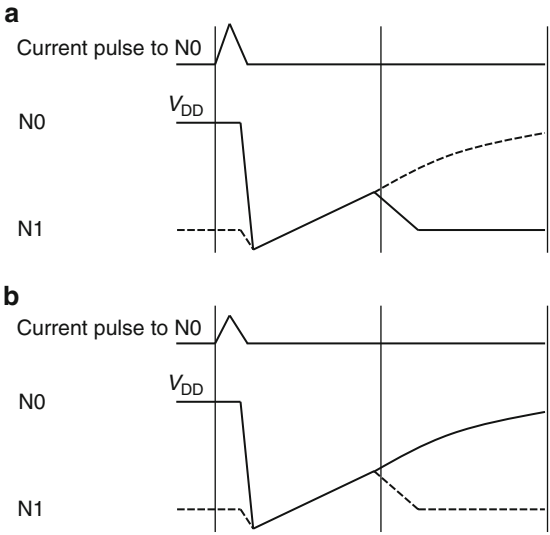 a
Current pulse to N0
VDD
N0
N1
b
Current pulse to N0
VDD
N0
N1